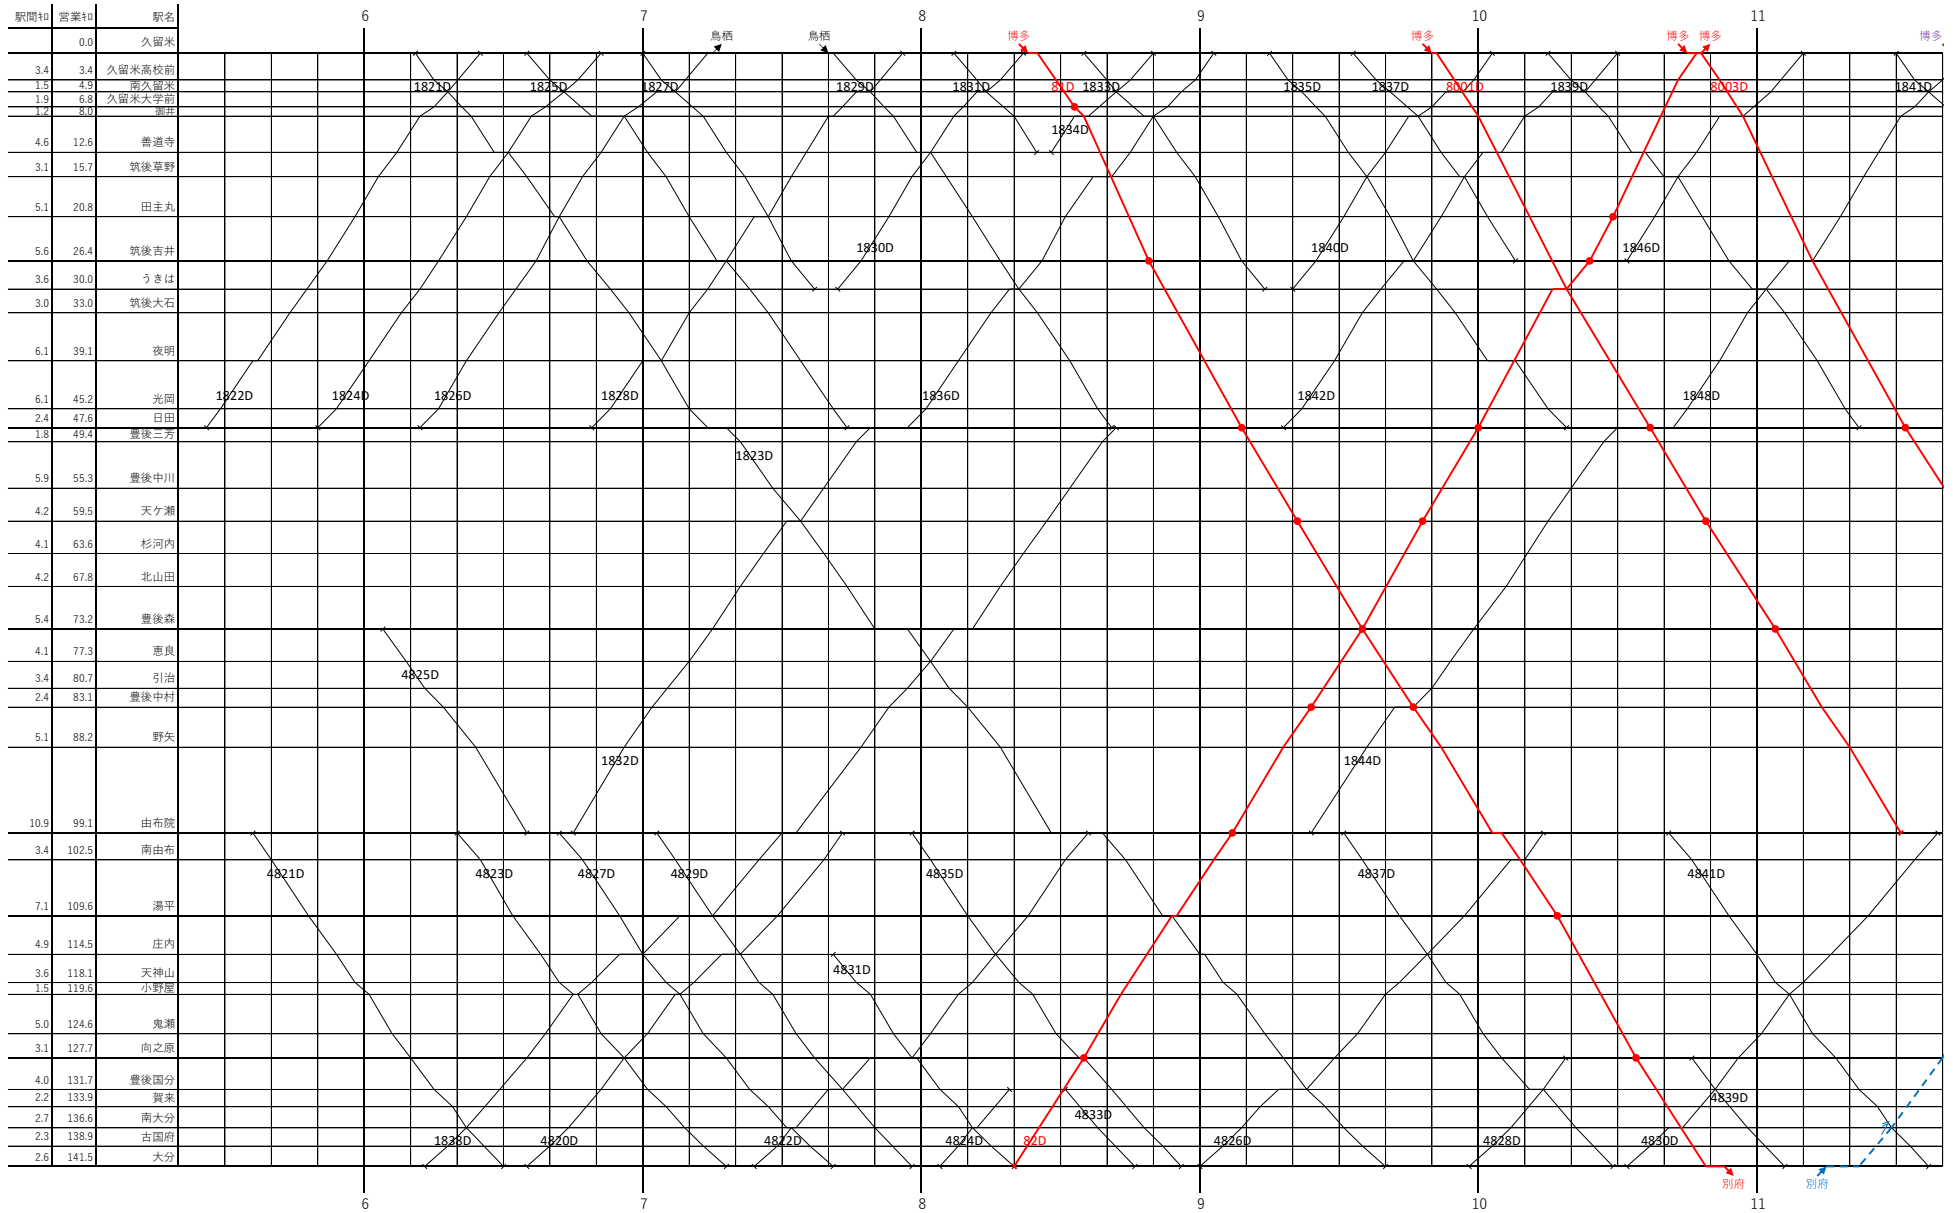 駅間ｷﾛ 営業ｷﾛ 駅名
6 7 8 9 10 11
0.0 久留米
鳥栖 鳥栖 博多 博多 博多 博多 博多
3.4 3.4 久留米高校前
1.5 4.9 南久留米
1821D 1825D 1827D 1829D 1831D 81D 1833D 1835D 1837D 8001D 1839D 8003D 1841D
1.9 6.8 久留米大学前
1.2 8.0 御井
1834D
4.6 12.6 善道寺
3.1 15.7 筑後草野
5.1 20.8 田主丸
5.6 26.4 筑後吉井
1830D 1840D 1846D
3.6 30.0 うきは
3.0 33.0 筑後大石
6.1 39.1 夜明
6.1 45.2 光岡
1822D 1824D 1826D 1828D 1836D 1842D 1848D
2.4 47.6 日田
1.8 49.4 豊後三芳
1823D
5.9 55.3 豊後中川
4.2 59.5 天ケ瀬
4.1 63.6 杉河内
4.2 67.8 北山田
5.4 73.2 豊後森
4.1 77.3 恵良
3.4 80.7 引治
4825D
2.4 83.1 豊後中村
5.1 88.2 野矢
1832D 1844D
10.9 99.1 由布院
3.4 102.5 南由布
4821D 4823D 4827D 4829D 4835D 4837D 4841D
7.1 109.6 湯平
4.9 114.5 庄内
4831D
3.6 118.1 天神山
1.5 119.6 小野屋
5.0 124.6 鬼瀬
3.1 127.7 向之原
4.0 131.7 豊後国分
2.2 133.9 賀来
4839D
2.7 136.6 南大分
4833D
2.3 138.9 古国府
1838D 4820D 4822D 4824D 82D 4826D 4828D 4830D
2.6 141.5 大分
別府 別府
6 7 8 9 10 11